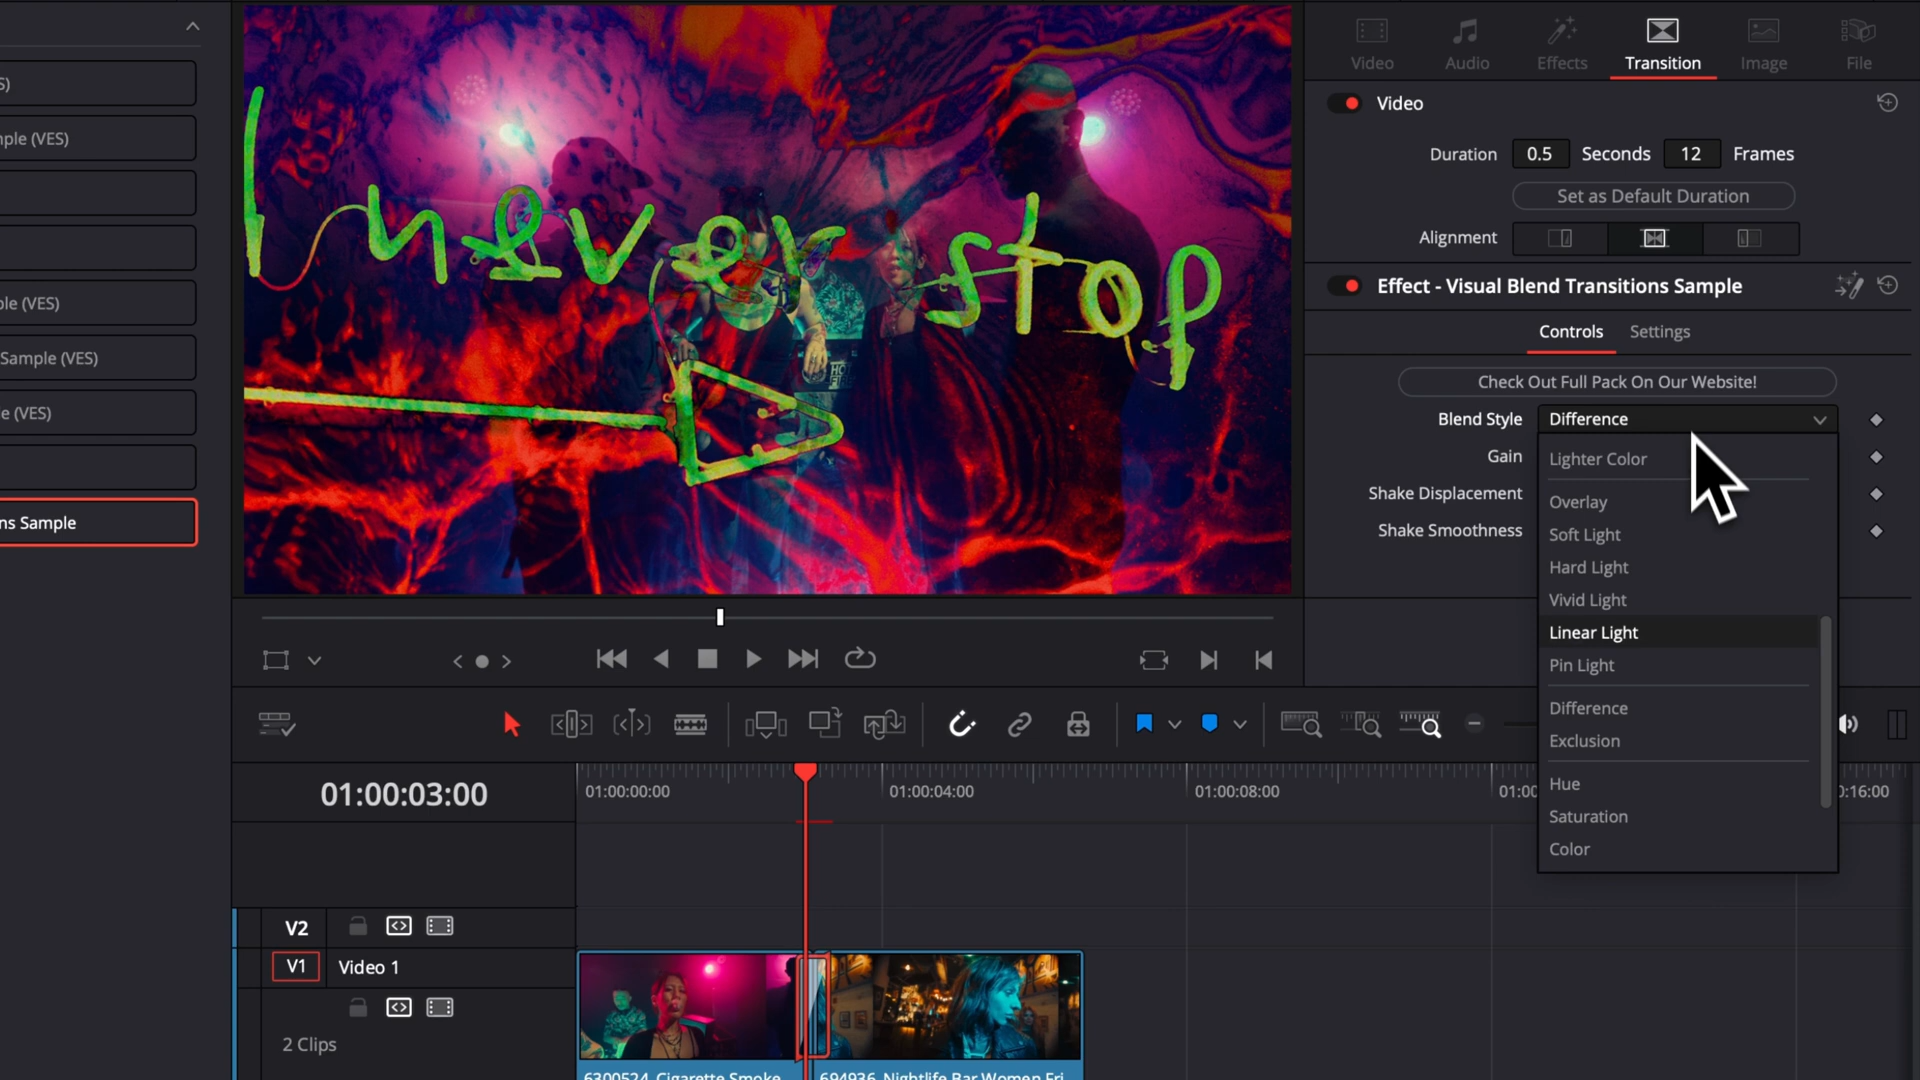 S)
nple (VES)
ble (VES)
Sample (VES)
e (VES)
ns Sample
I never stop
Video
Audio
Effects
Transition
Image
File
Video
Duration 0.5 Seconds 12 Frames
Set as Default Duration
Alignment
Effect - Visual Blend Transitions Sample
Controls Settings
Check Out Full Pack On Our Website!
Blend Style Difference
Gain
Shake Displacement
Shake Smoothness
Lighter Color
Overlay
Soft Light
Hard Light
Vivid Light
Linear Light
Pin Light
Difference
Exclusion
Hue
Saturation
Color
01:00:03:00
01:00:00:00
01:00:04:00
01:00:08:00
01:00
0:16:00
V2
V1 Video 1
2 Clips
6300524_Cigarette Smoke
694936_Nightlife Bar Women Fri